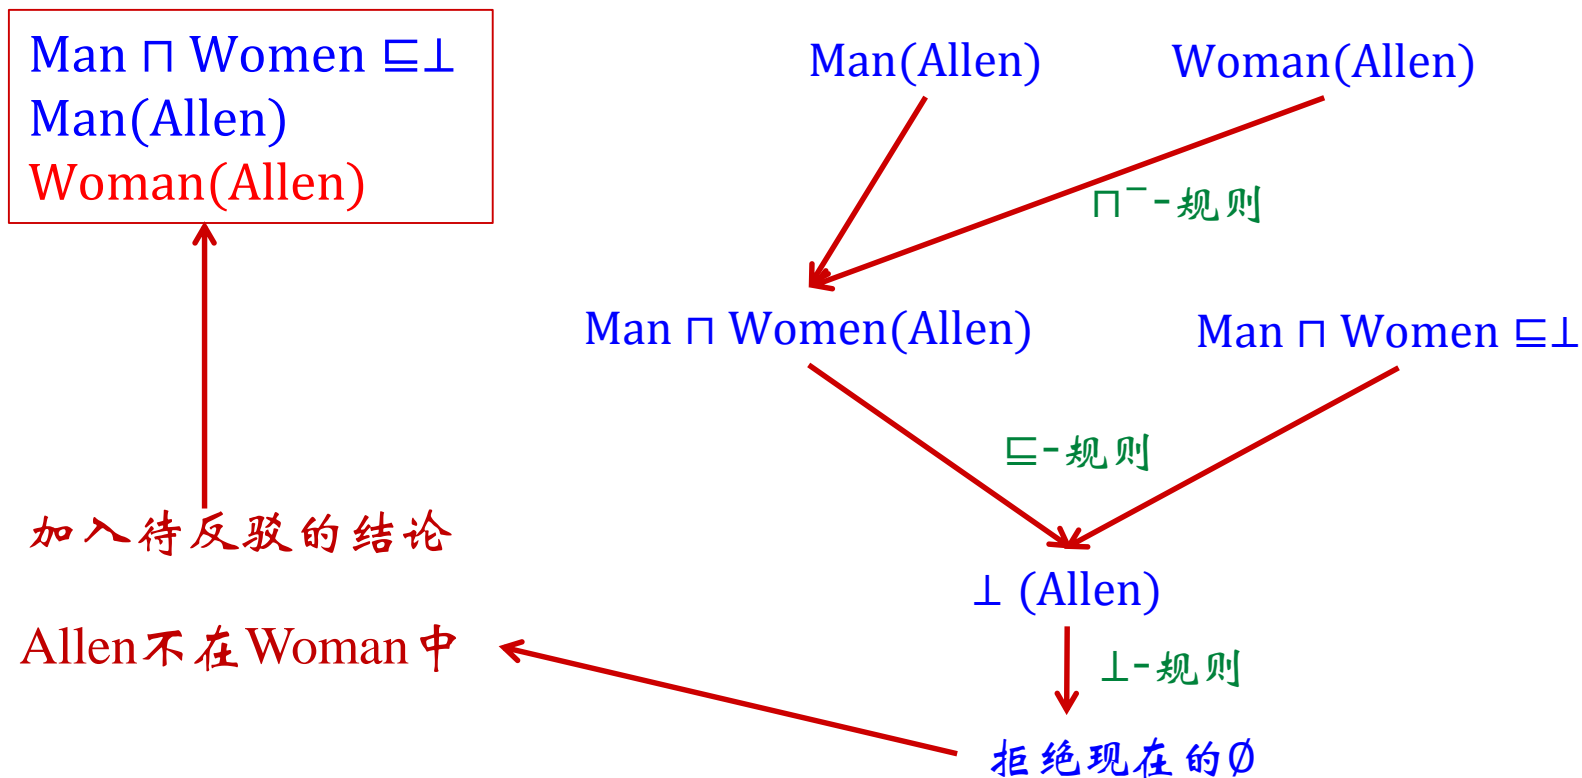 Man ⊓ Women ⊑⊥
Man(Allen)
Woman(Allen)
Man(Allen)
Woman(Allen)
⊓⁻-规则
Man ⊓ Women(Allen)
Man ⊓ Women ⊑⊥
⊑-规则
加入待反驳的结论
⊥ (Allen)
Allen不在Woman中
⊥-规则
拒绝现在的∅